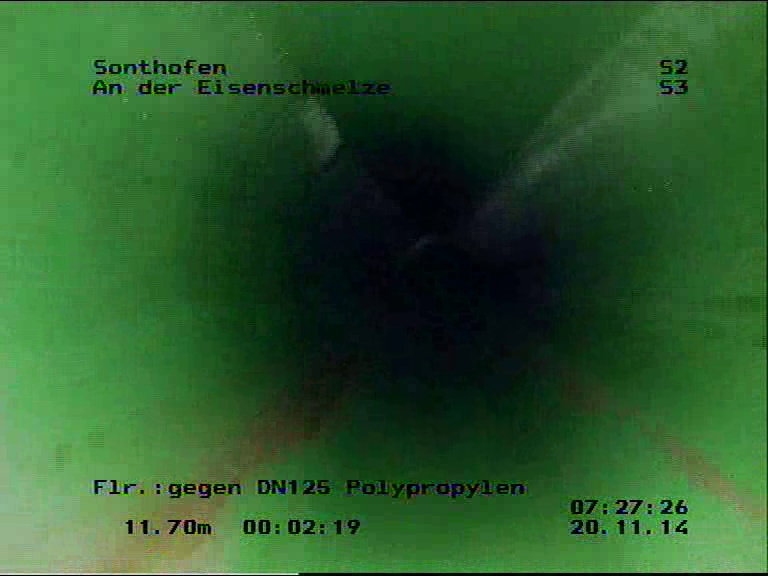 Sonthofen S2
An der Eisenschmelze S3
Flr.:gegen DN125 Polypropylen
07:27:26
11.70m 00:02:19 20.11.14